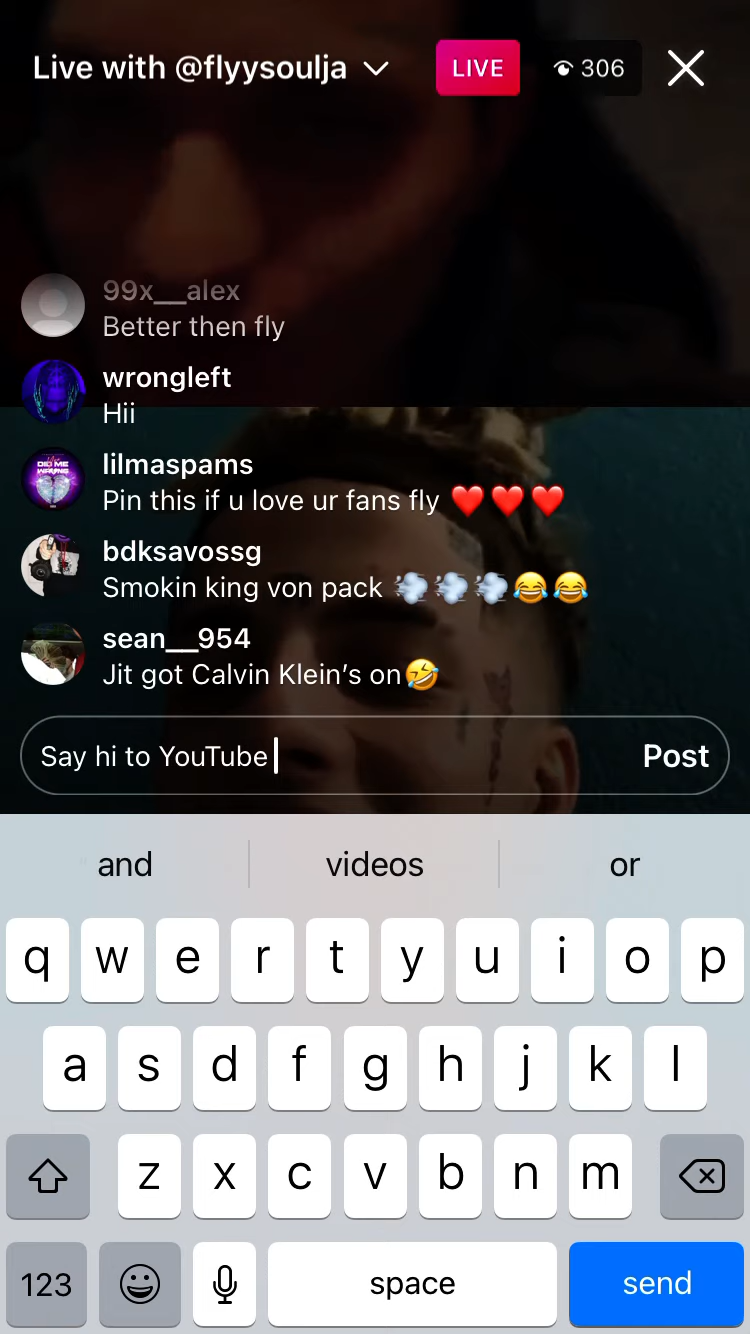 Live with @flyysoulja
LIVE
306
99x__alex
Better then fly
wrongleft
Hii
lilmaspams
Pin this if u love ur fans fly ❤️❤️❤️
bdksavossg
Smokin king von pack 💨💨💨😂😂
sean__954
Jit got Calvin Klein’s on🤣
Say hi to YouTube
Post
and videos or
q w e r t y u i o p
a s d f g h j k l
z x c v b n m
123 space send